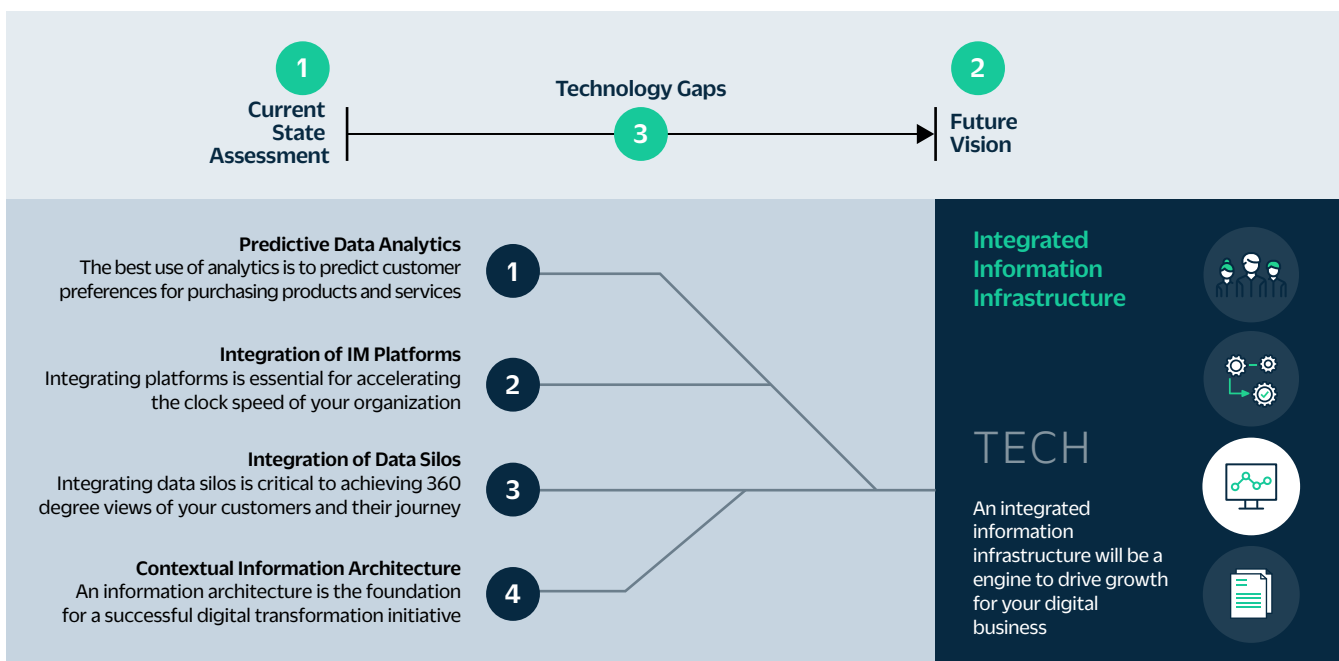 1
Current
State
Assessment
Technology Gaps
3
2
Future
Vision
Predictive Data Analytics
The best use of analytics is to predict customer
preferences for purchasing products and services
1
Integration of IM Platforms
Integrating platforms is essential for accelerating
the clock speed of your organization
2
Integration of Data Silos
Integrating data silos is critical to achieving 360
degree views of your customers and their journey
3
Contextual Information Architecture
An information architecture is the foundation
for a successful digital transformation initiative
4
Integrated
Information
Infrastructure
TECH
An integrated
information
infrastructure will be a
engine to drive growth
for your digital
business